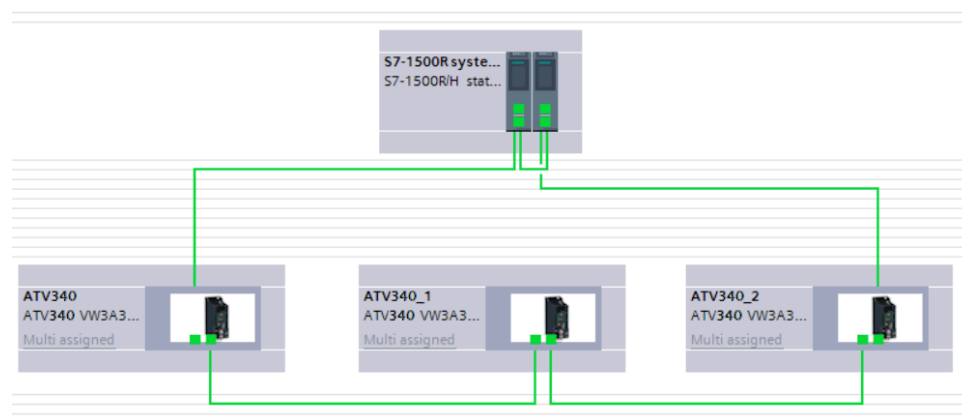 S7-1500R syste...
S7-1500R/H stat...
ATV340
ATV340 VW3A3...
Multi assigned
ATV340_1
ATV340 VW3A3...
Multi assigned
ATV340_2
ATV340 VW3A3...
Multi assigned